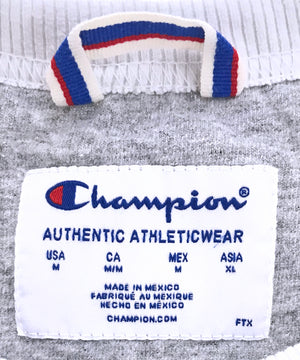 Champion®
AUTHENTIC ATHLETICWEAR
USA CA MEX ASIA
M M/M M XL
MADE IN MEXICO
FABRIQUÉ AU MEXIQUE
HECHO EN MÉXICO
CHAMPION.COM
FTX